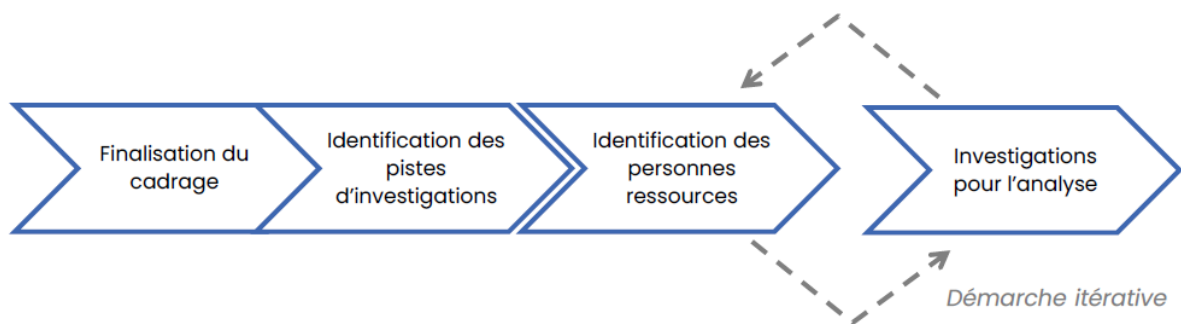 Finalisation du
cadrage
Identification des
pistes
d’investigations
Identification des
personnes
ressources
Investigations
pour l’analyse
Démarche itérative